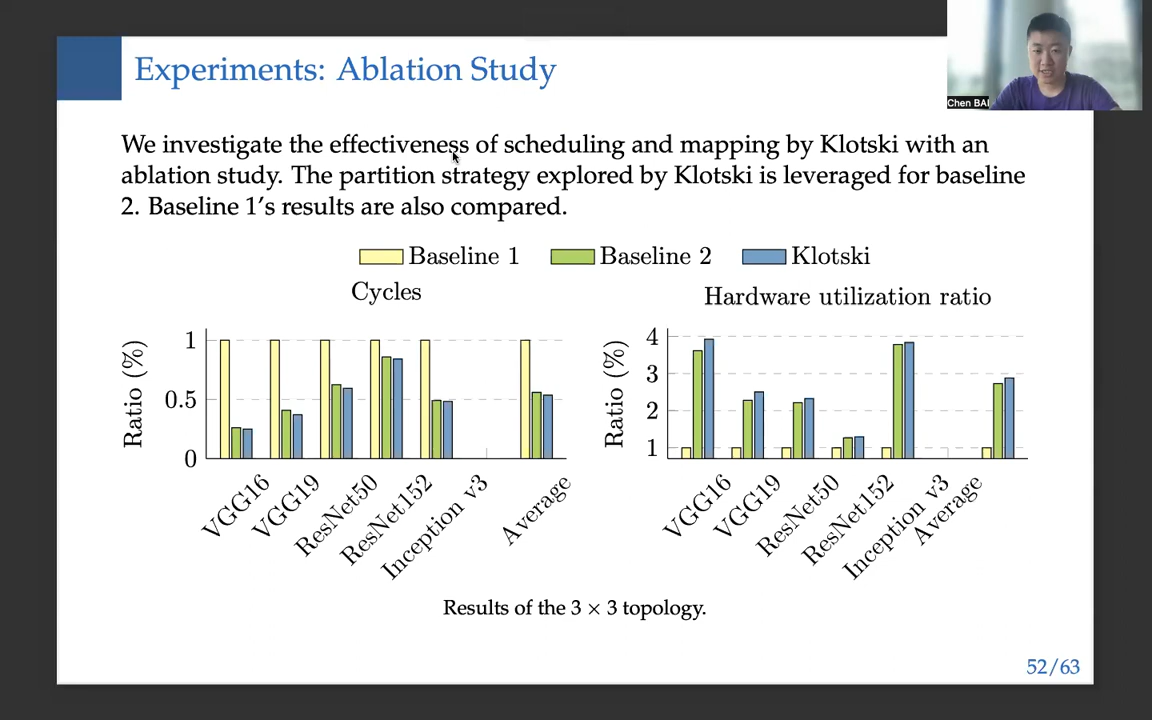 Experiments: Ablation Study
Chen BAI
We investigate the effectiveness of scheduling and mapping by Klotski with an
ablation study. The partition strategy explored by Klotski is leveraged for baseline
2. Baseline 1’s results are also compared.
Baseline 1 Baseline 2 Klotski
Cycles
Ratio (%)
1
0.5
0
VGG16
VGG19
ResNet50
ResNet152
Inception v3
Average
Hardware utilization ratio
Ratio (%)
4
3
2
1
VGG16
VGG19
ResNet50
ResNet152
Inception v3
Average
Results of the 3 × 3 topology.
52/63